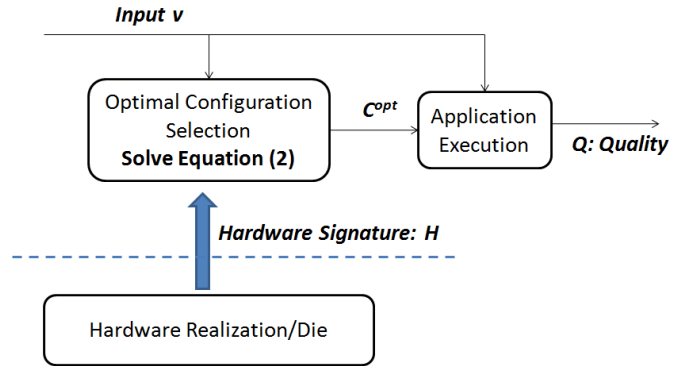 Input v
Optimal Configuration
Selection
Solve Equation (2)
C^opt
Application
Execution
Q: Quality
Hardware Signature: H
Hardware Realization/Die